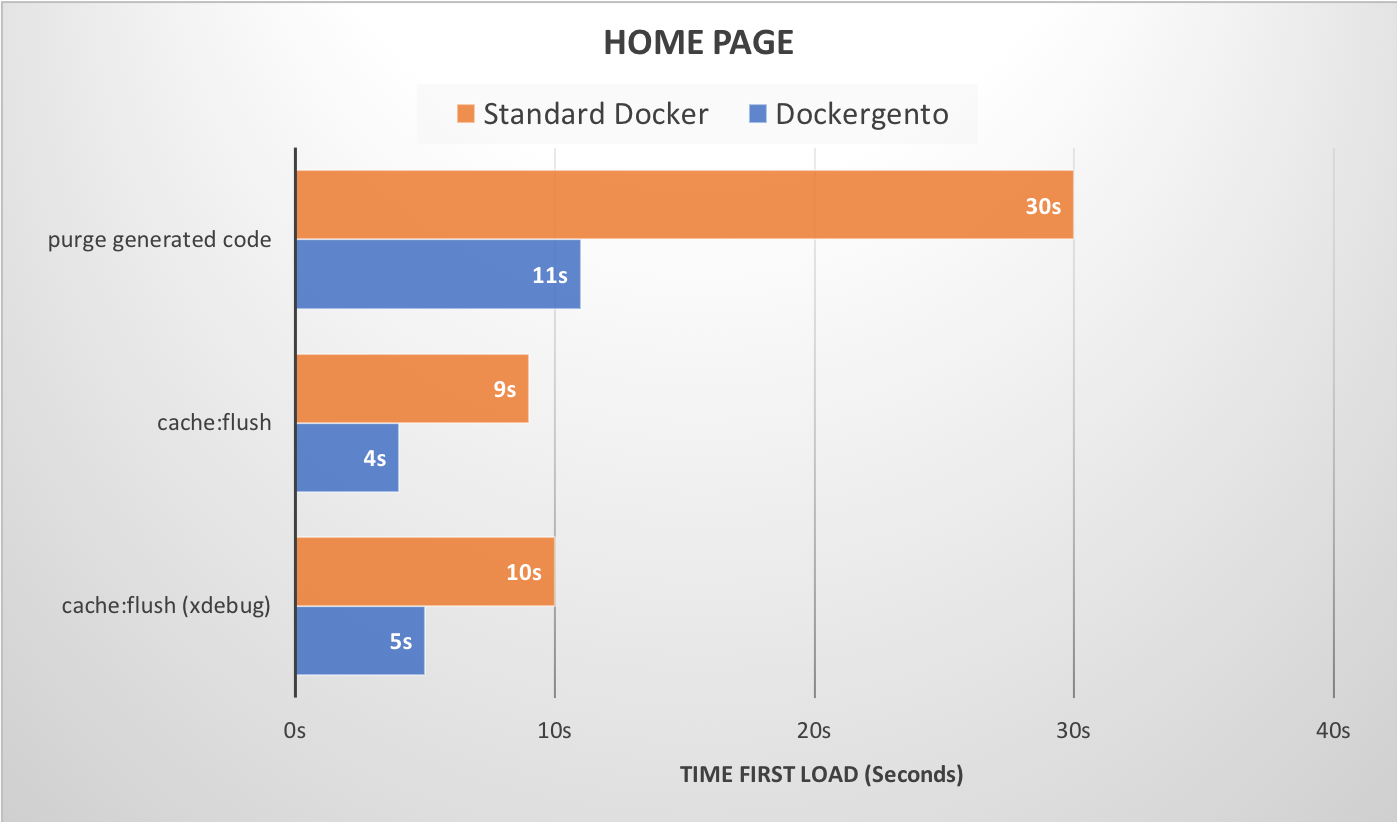 HOME PAGE
Standard Docker Dockergento
purge generated code
30s
11s
cache:flush
9s
4s
cache:flush (xdebug)
10s
5s
0s 10s 20s 30s 40s
TIME FIRST LOAD (Seconds)